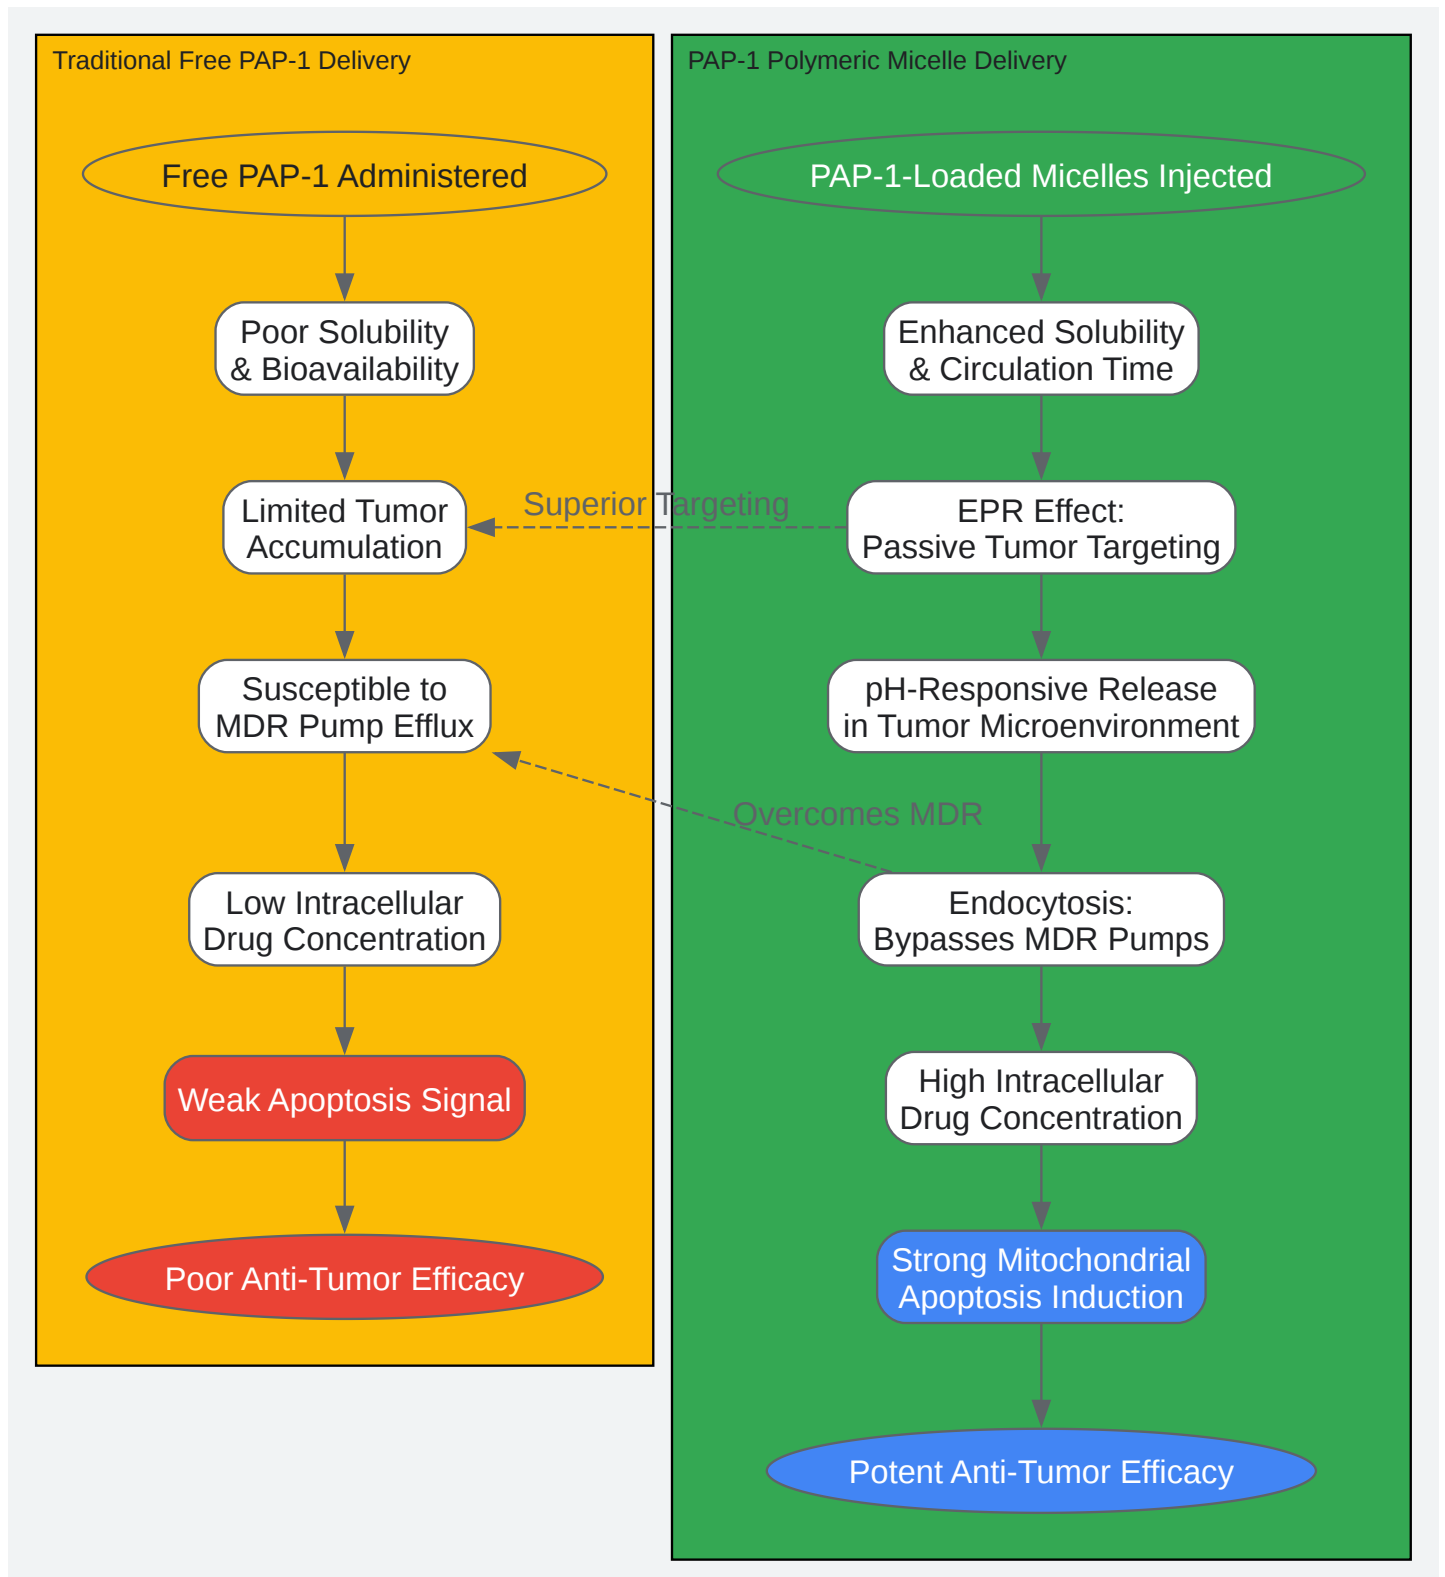 Traditional Free PAP-1 Delivery
Free PAP-1 Administered
Poor Solubility
& Bioavailability
Limited Tumor
Accumulation
Susceptible to
MDR Pump Efflux
Low Intracellular
Drug Concentration
Weak Apoptosis Signal
Poor Anti-Tumor Efficacy
Superior Targeting
Overcomes MDR
PAP-1 Polymeric Micelle Delivery
PAP-1-Loaded Micelles Injected
Enhanced Solubility
& Circulation Time
EPR Effect:
Passive Tumor Targeting
pH-Responsive Release
in Tumor Microenvironment
Endocytosis:
Bypasses MDR Pumps
High Intracellular
Drug Concentration
Strong Mitochondrial
Apoptosis Induction
Potent Anti-Tumor Efficacy